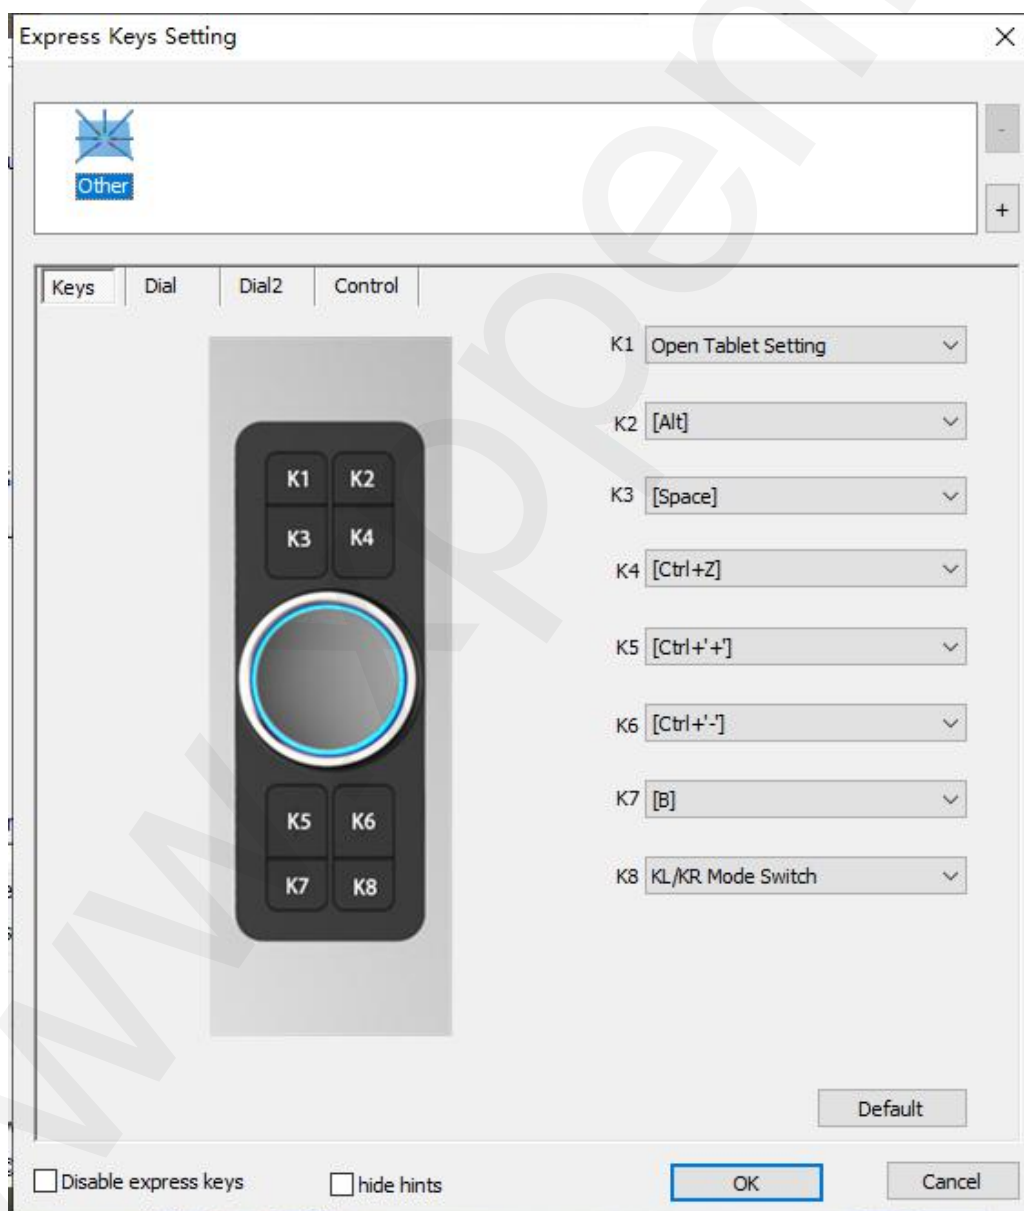 Express Keys Setting
Other
-
+
Keys
Dial
Dial2
Control
K1 Open Tablet Setting
K2 [Alt]
K3 [Space]
K4 [Ctrl+Z]
K5 [Ctrl+'+']
K6 [Ctrl+'-']
K7 [B]
K8 KL/KR Mode Switch
K1 K2
K3 K4
K5 K6
K7 K8
Default
Disable express keys
hide hints
OK
Cancel